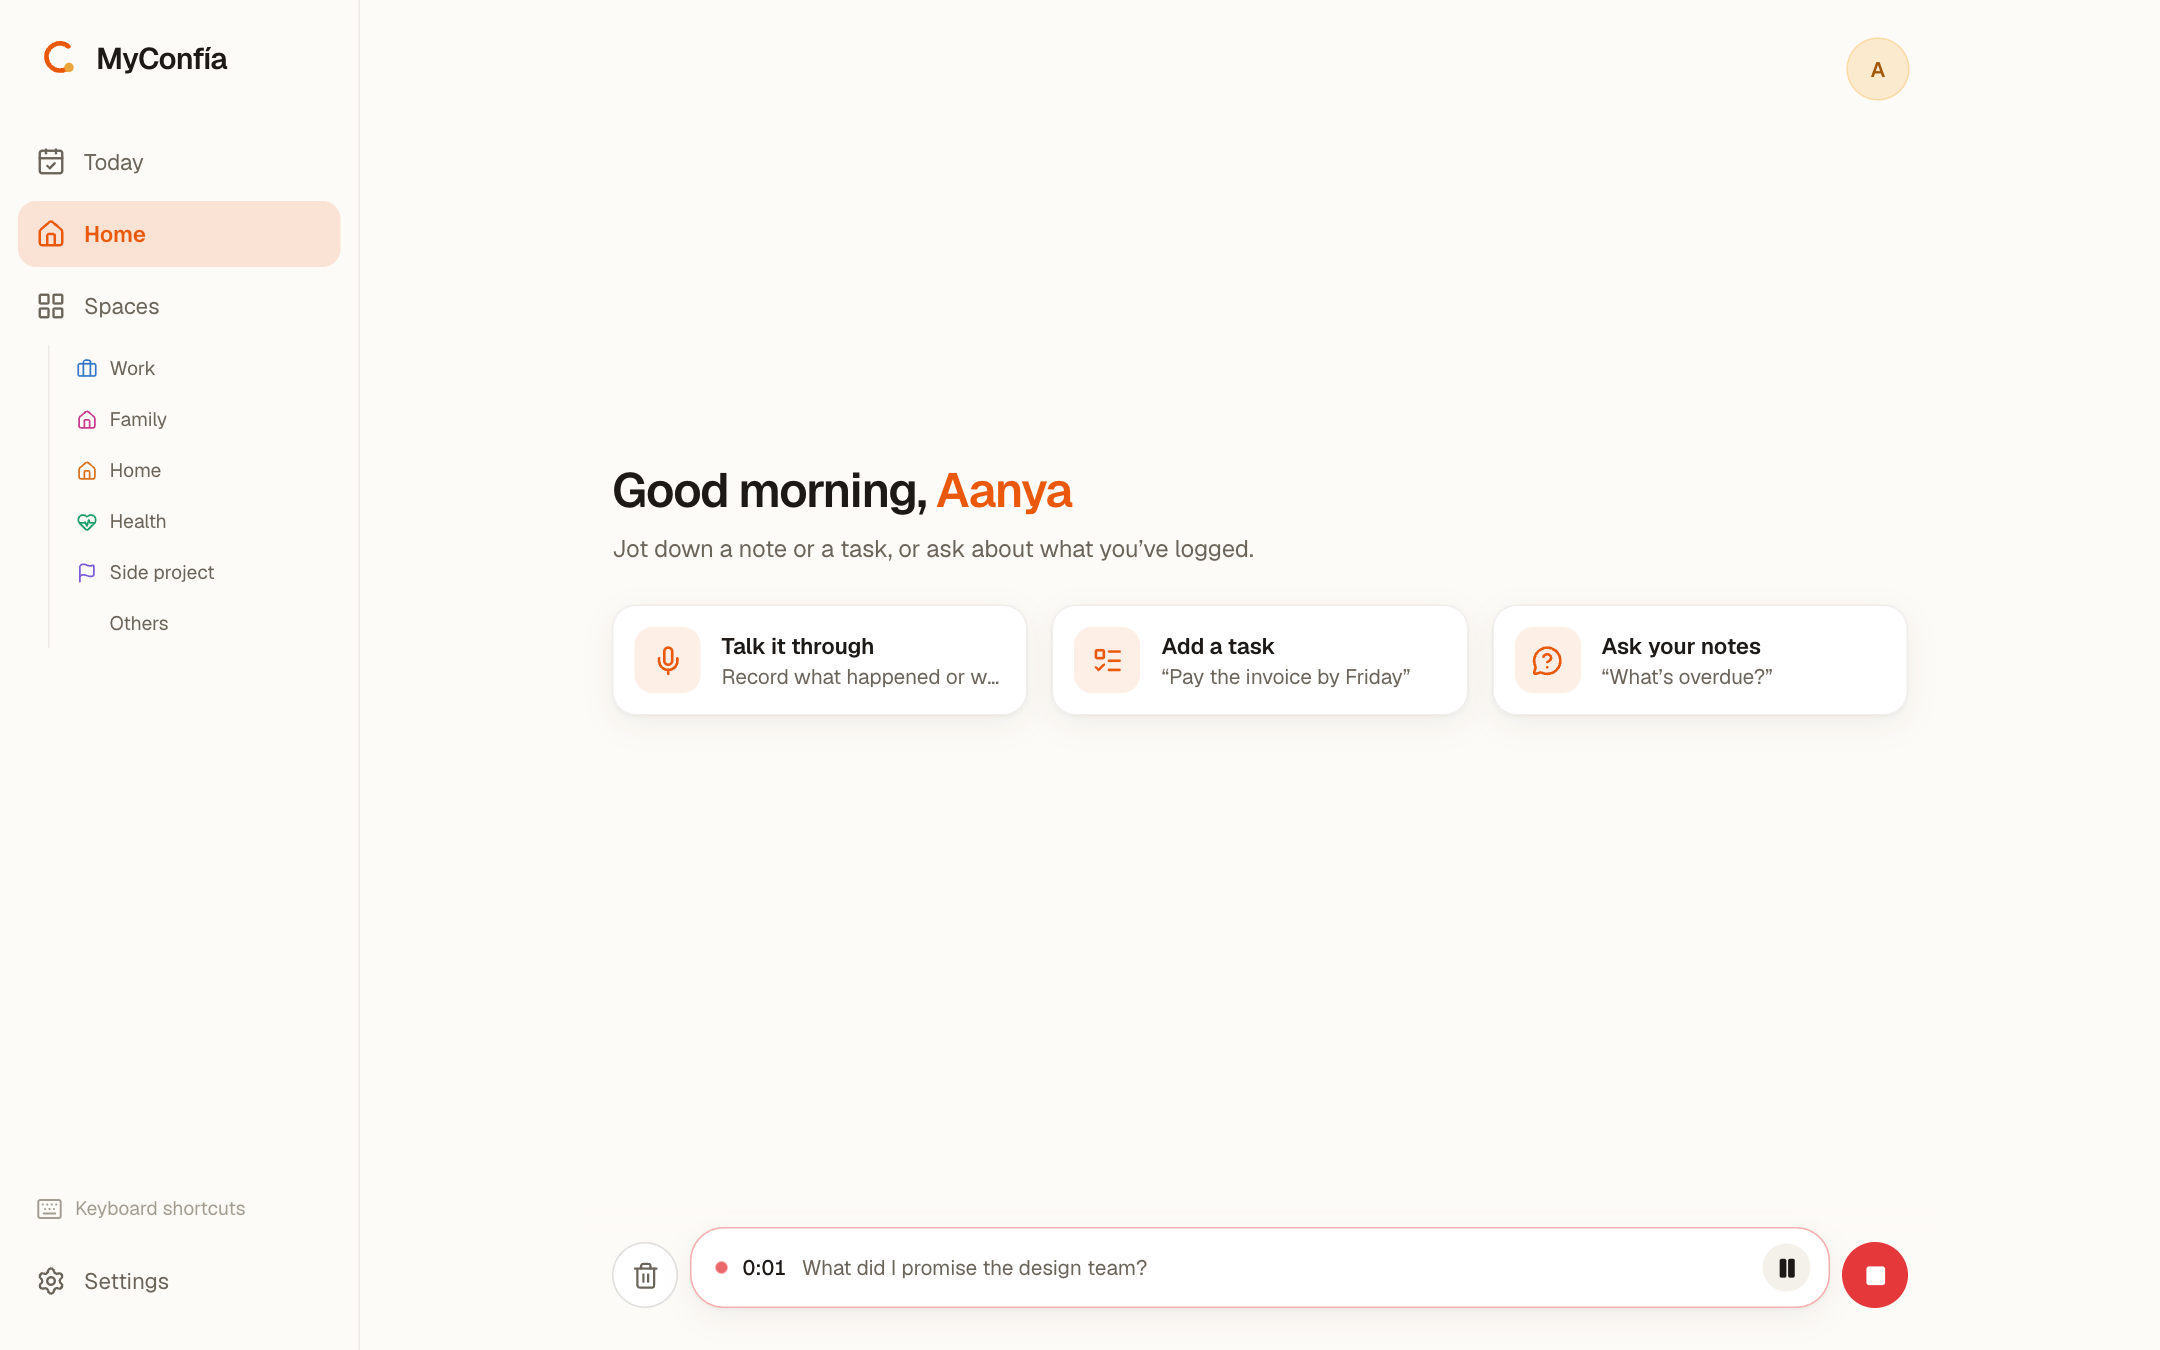 MyConfía
Today
Home
Spaces
Work
Family
Home
Health
Side project
Others
Keyboard shortcuts
Settings
A
Good morning, Aanya
Jot down a note or a task, or ask about what you’ve logged.
Talk it through
Record what happened or w...
Add a task
“Pay the invoice by Friday”
Ask your notes
“What’s overdue?”
0:01 What did I promise the design team?